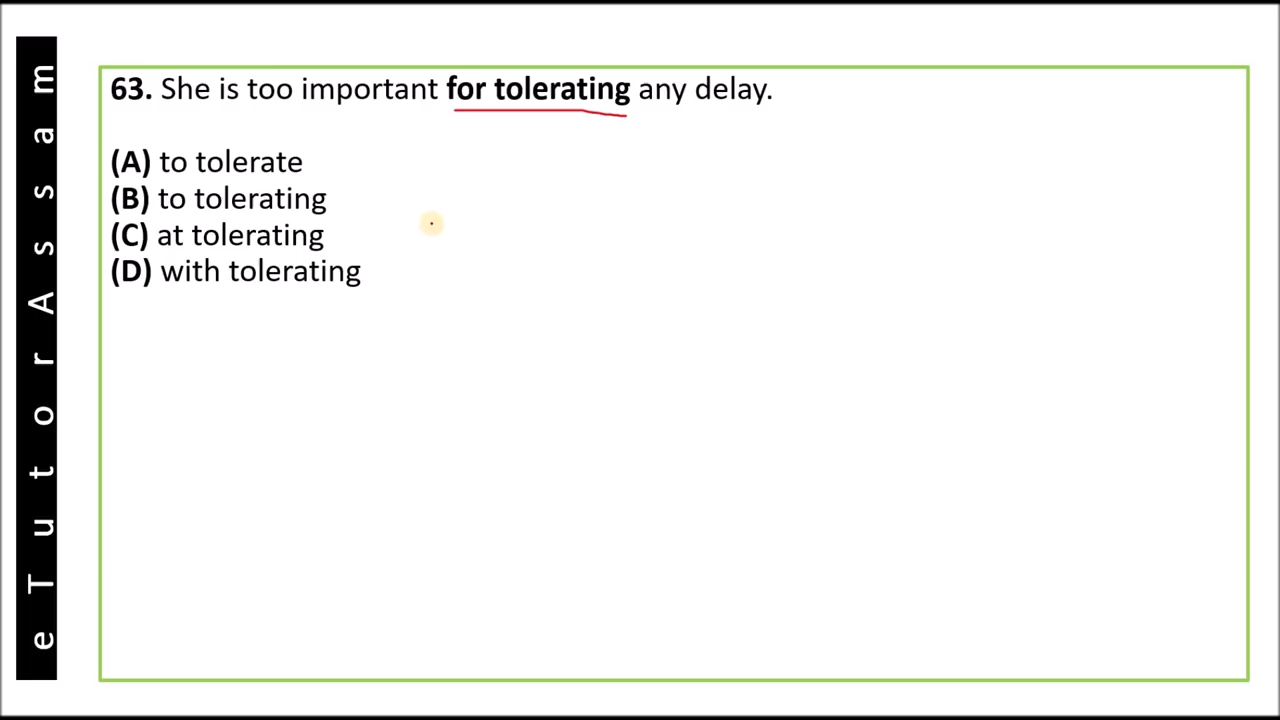 eTutorAssam
63. She is too important for tolerating any delay.
(A) to tolerate
(B) to tolerating
(C) at tolerating
(D) with tolerating